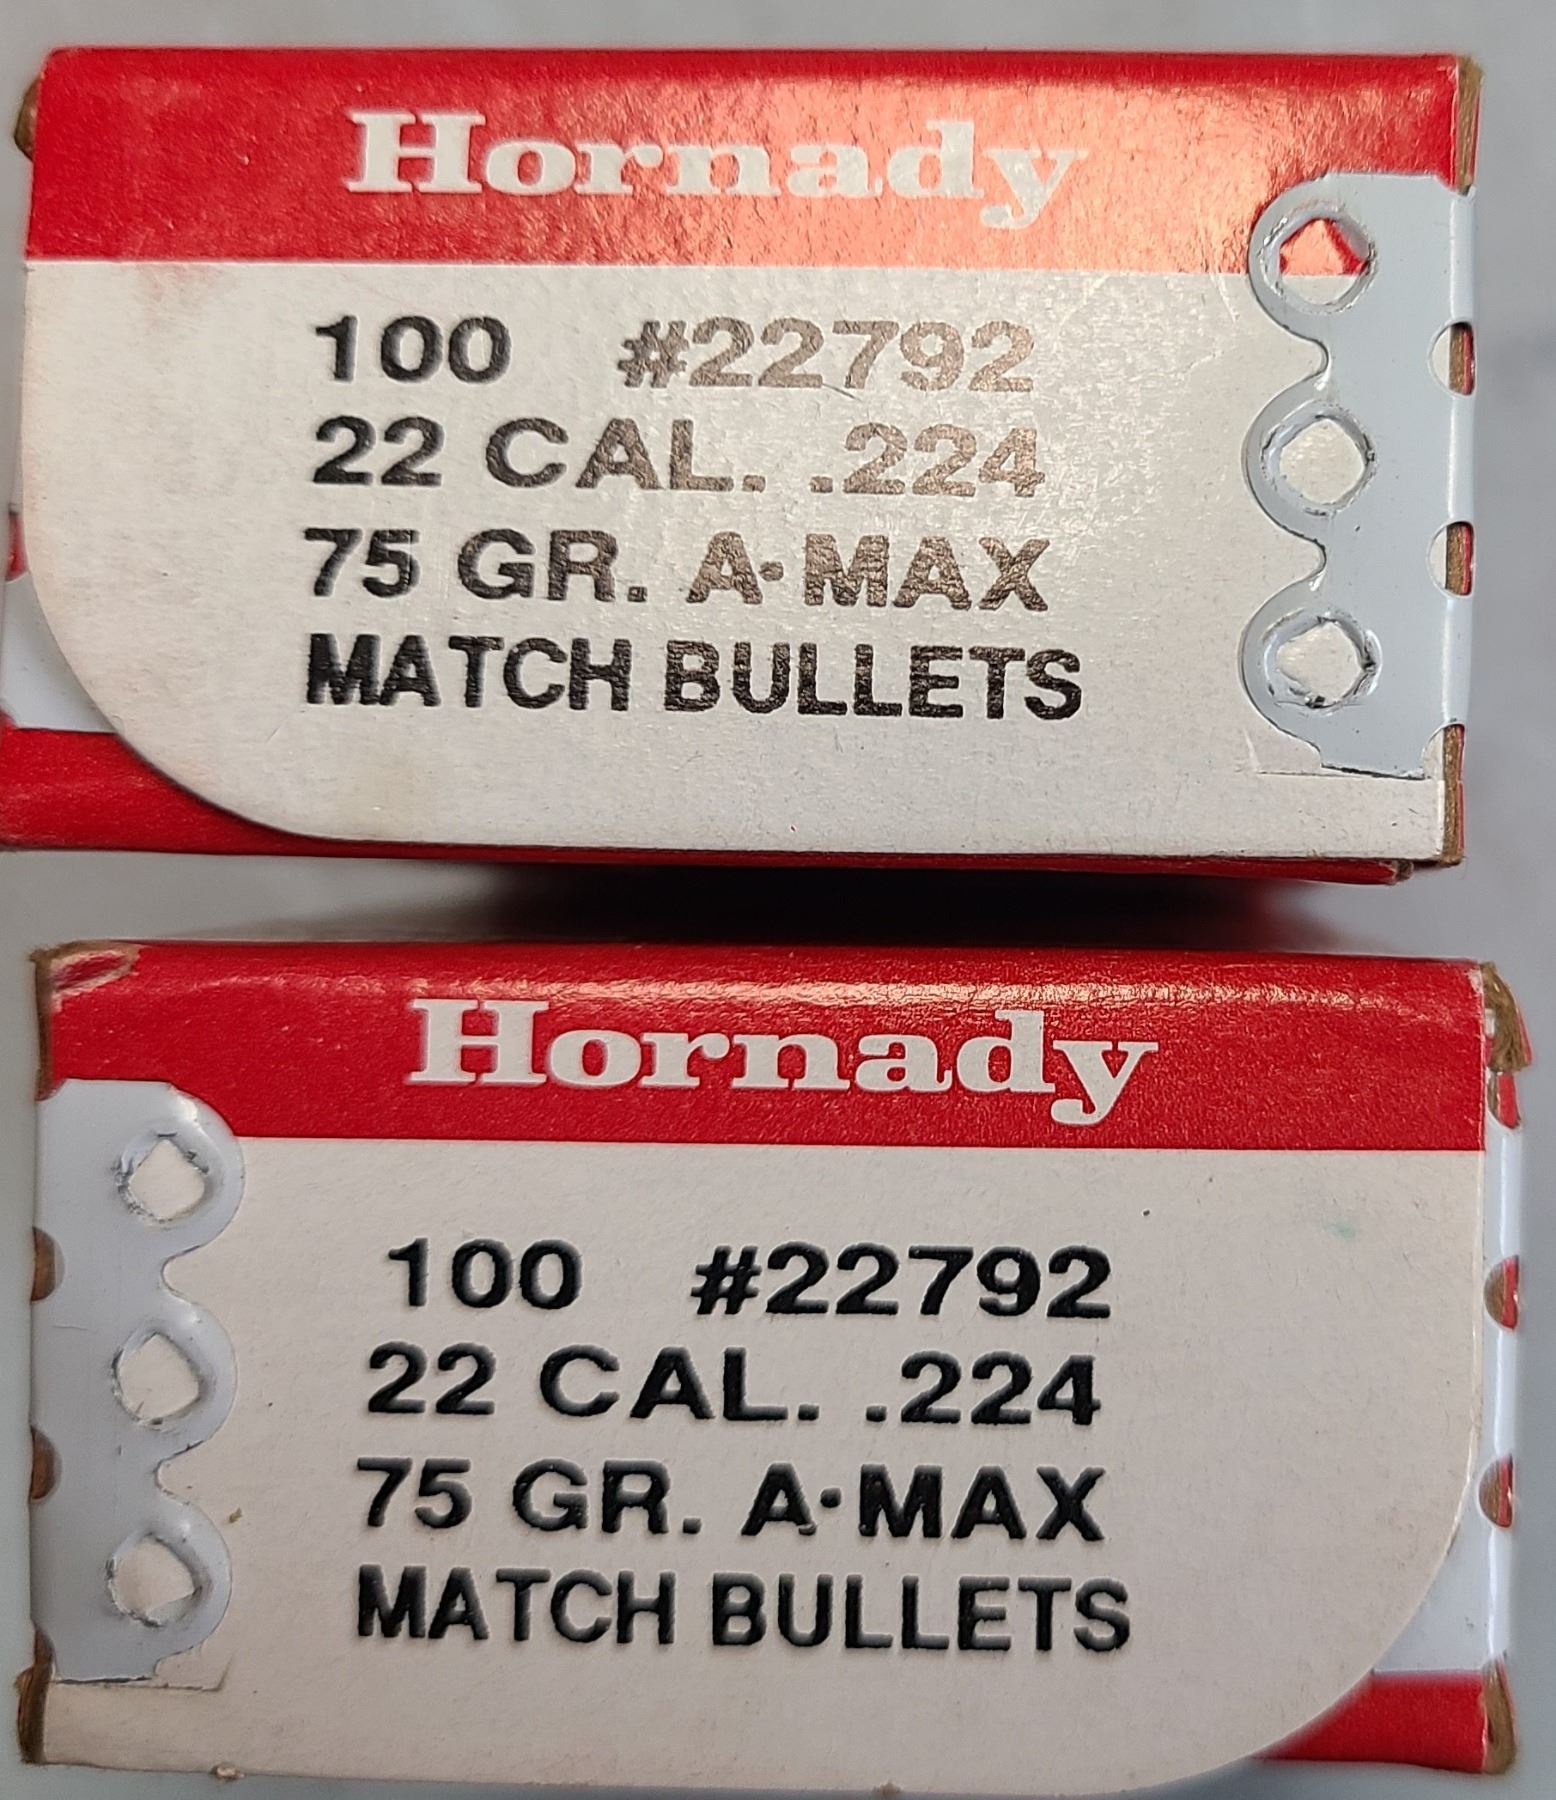 Hornady
100 #22792
22 CAL. .224
75 GR. A·MAX
MATCH BULLETS
Hornady
100 #22792
22 CAL. .224
75 GR. A·MAX
MATCH BULLETS